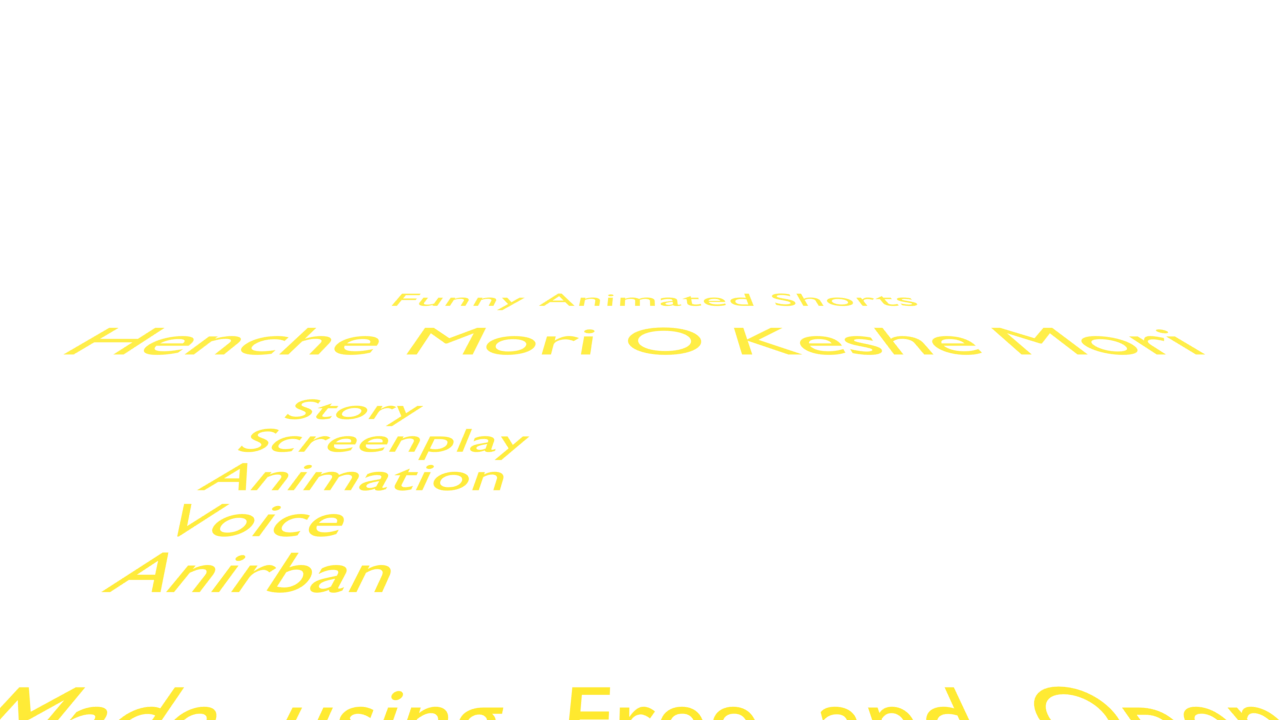 Funny Animated Shorts
Henche Mori O Keshe Mori
Story
Screenplay
Animation
Voice
Anirban
Made using Free and Open